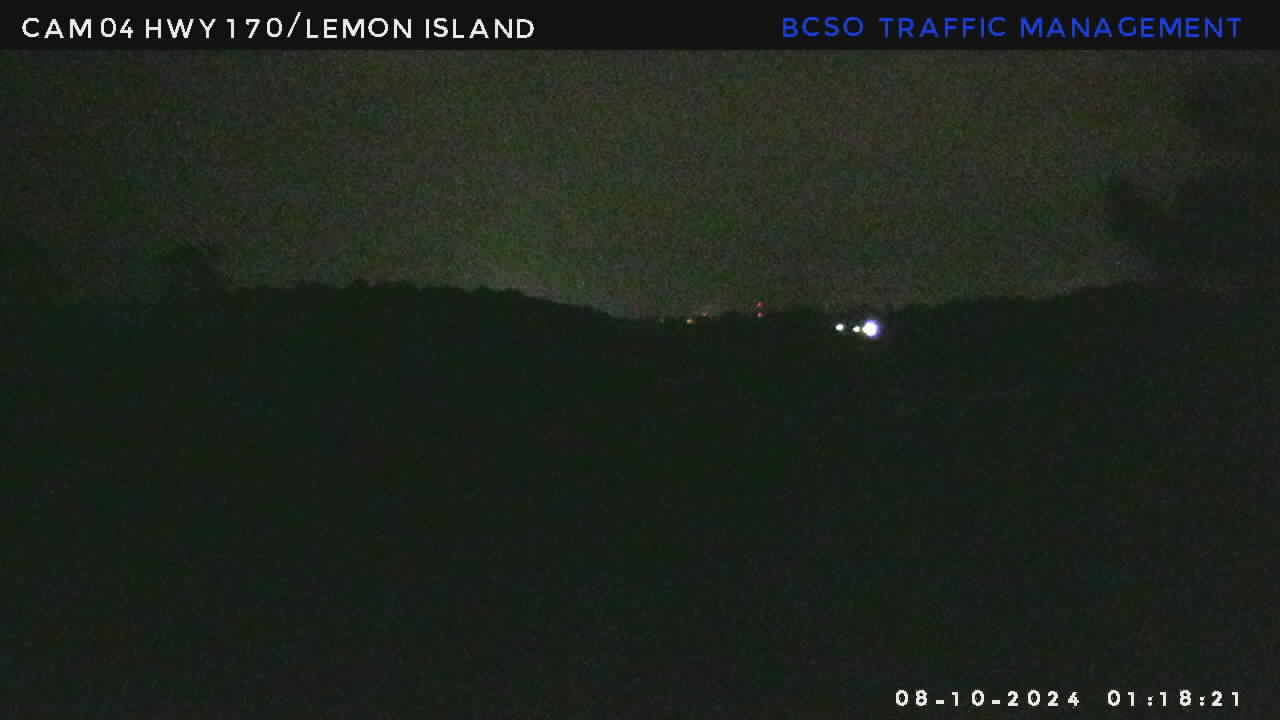 CAM04 HWY 170/LEMON ISLAND
BCSO TRAFFIC MANAGEMENT
08-10-2024 01:18:21